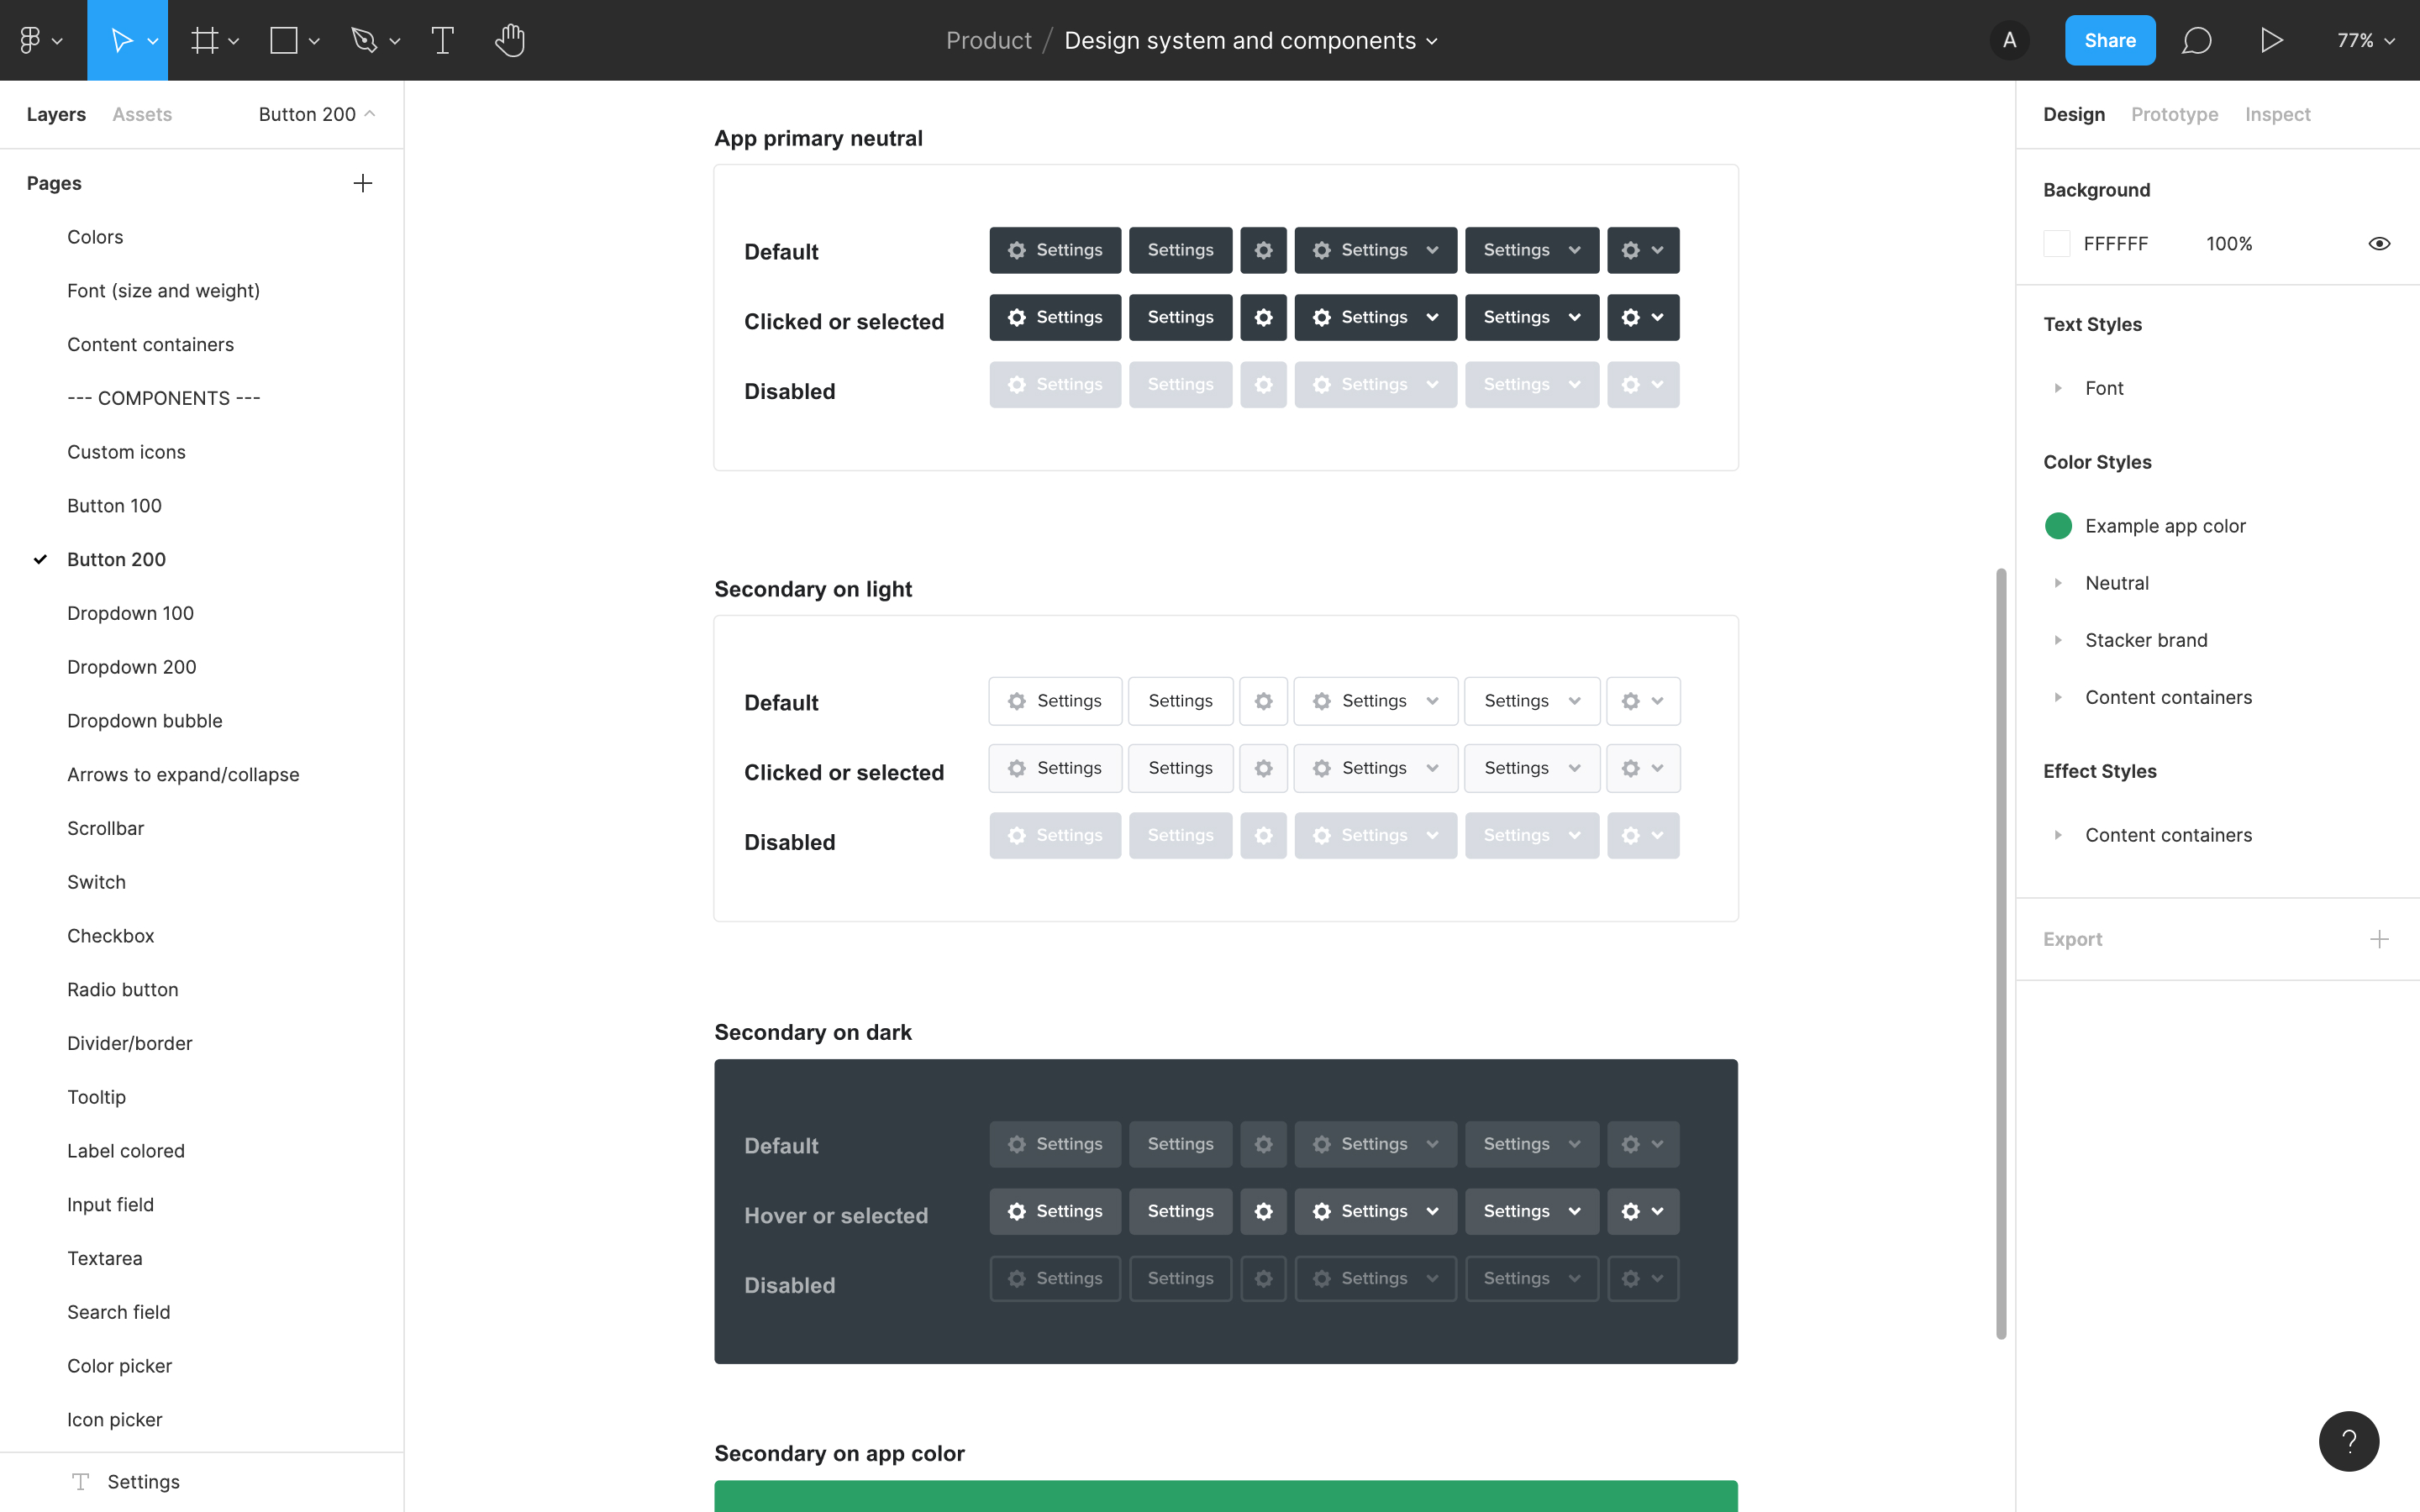 Product / Design system and components
A
Share
77%
Layers Assets Button 200
Pages
Colors
Font (size and weight)
Content containers
--- COMPONENTS ---
Custom icons
Button 100
Button 200
Dropdown 100
Dropdown 200
Dropdown bubble
Arrows to expand/collapse
Scrollbar
Switch
Checkbox
Radio button
Divider/border
Tooltip
Label colored
Input field
Textarea
Search field
Color picker
Icon picker
Settings
App primary neutral
Default Settings Settings Settings Settings
Clicked or selected Settings Settings Settings Settings
Disabled Settings Settings Settings Settings
Secondary on light
Default Settings Settings Settings Settings
Clicked or selected Settings Settings Settings Settings
Disabled Settings Settings Settings Settings
Secondary on dark
Default Settings Settings Settings Settings
Hover or selected Settings Settings Settings Settings
Disabled Settings Settings Settings Settings
Secondary on app color
Design Prototype Inspect
Background
FFFFFF 100%
Text Styles
Font
Color Styles
Example app color
Neutral
Stacker brand
Content containers
Effect Styles
Content containers
Export
?